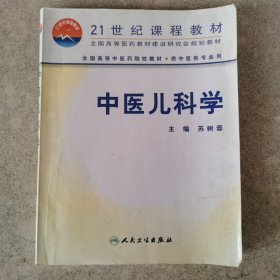 21世纪课程教材
全国高等医药教材建设研究会规划教材
全国高等中医药院校教材·供中医类专业用
中医儿科学
主编 苏树蓉
人民卫生出版社